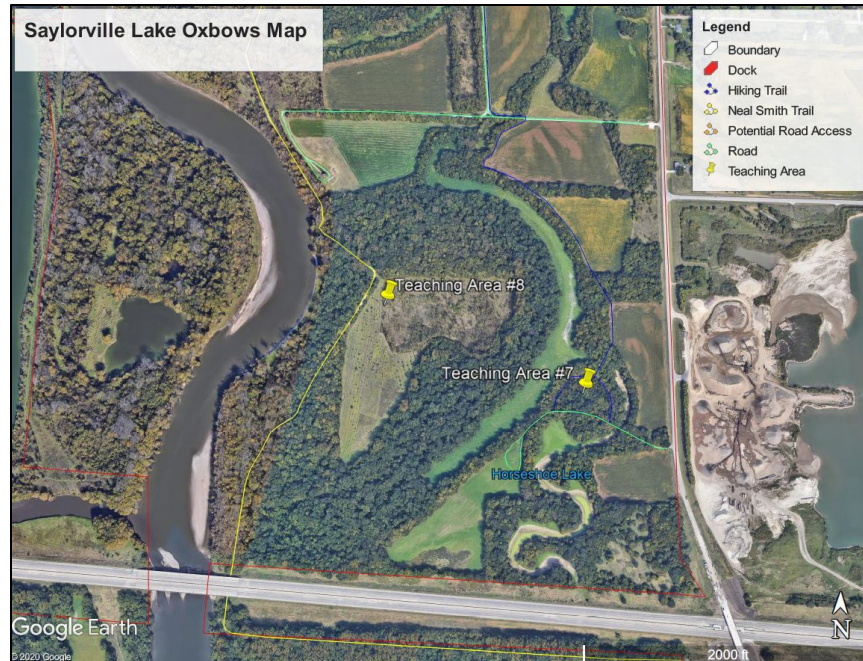 Saylorville Lake Oxbows Map
Legend
Boundary
Dock
Hiking Trail
Neal Smith Trail
Potential Road Access
Road
Teaching Area
Teaching Area #8
Teaching Area #7
Horseshoe Lake
Google Earth
© 2020 Google
2000 ft
N